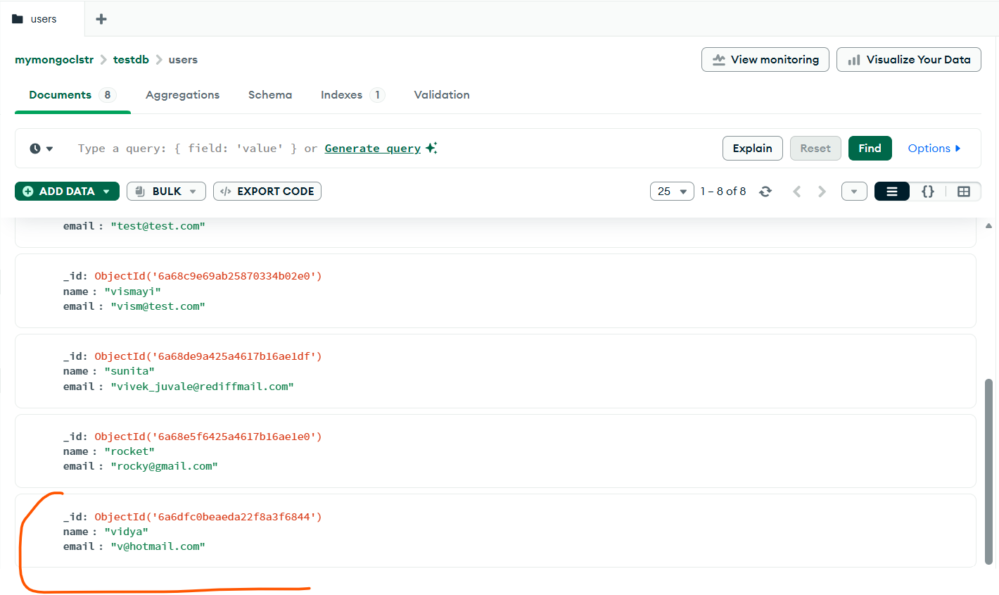 users
mymongoclstr > testdb > users
View monitoring
Visualize Your Data
Documents 8 Aggregations Schema Indexes 1 Validation
Type a query: { field: 'value' } or Generate query
Explain Reset Find Options
ADD DATA BULK </> EXPORT CODE
25 1 – 8 of 8 {}
email : "test@test.com"
_id: ObjectId('6a68c9e69ab25870334b02e0')
name : "vismayi"
email : "vism@test.com"
_id: ObjectId('6a68de9a425a4617b16ae1df')
name : "sunita"
email : "vivek_juvale@rediffmail.com"
_id: ObjectId('6a68e5f6425a4617b16ae1e0')
name : "rocket"
email : "rocky@gmail.com"
_id: ObjectId('6a6dfc0beaeda22f8a3f6844')
name : "vidya"
email : "v@hotmail.com"